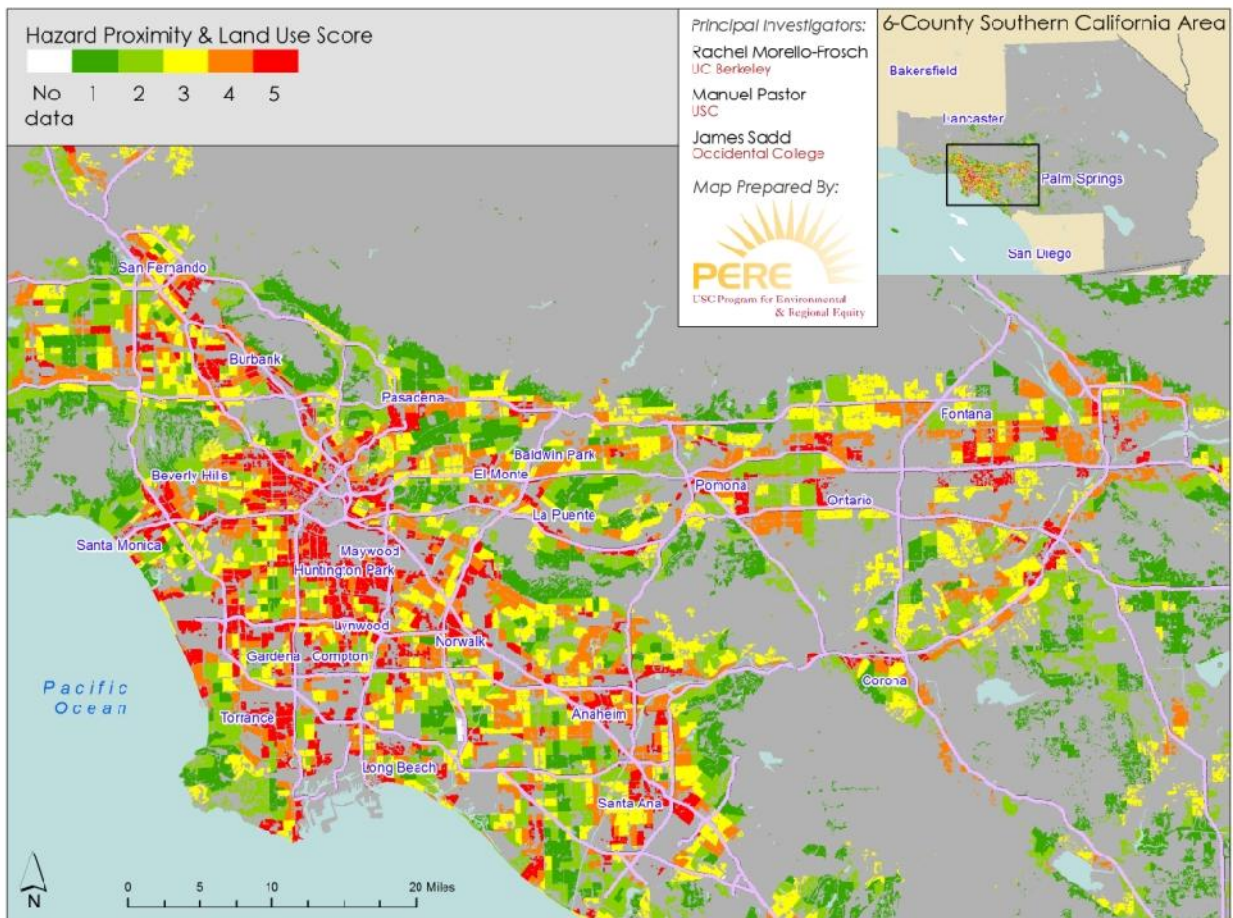 Hazard Proximity & Land Use Score
No data 1 2 3 4 5
Principal Investigators:
Rachel Morello-Frosch
UC Berkeley
Manuel Pastor
USC
James Sadd
Occidental College
Map Prepared By:
PERE
USC Program for Environmental
& Regional Equity
6-County Southern California Area
Bakersfield
Lancaster
Palm Springs
San Diego
San Fernando
Burbank
Pasacena
Fontana
Baldwin Park
Beverly Hills
El Monte
Pomona
Ontario
La Puente
Santa Monica
Maywood
Huntington Park
Lynwood
Norwalk
Gardena
Compton
Corona
Pacific
Ocean
Torrance
Anaheim
Long Beach
Santa Ana
N
0 5 10 20 Miles